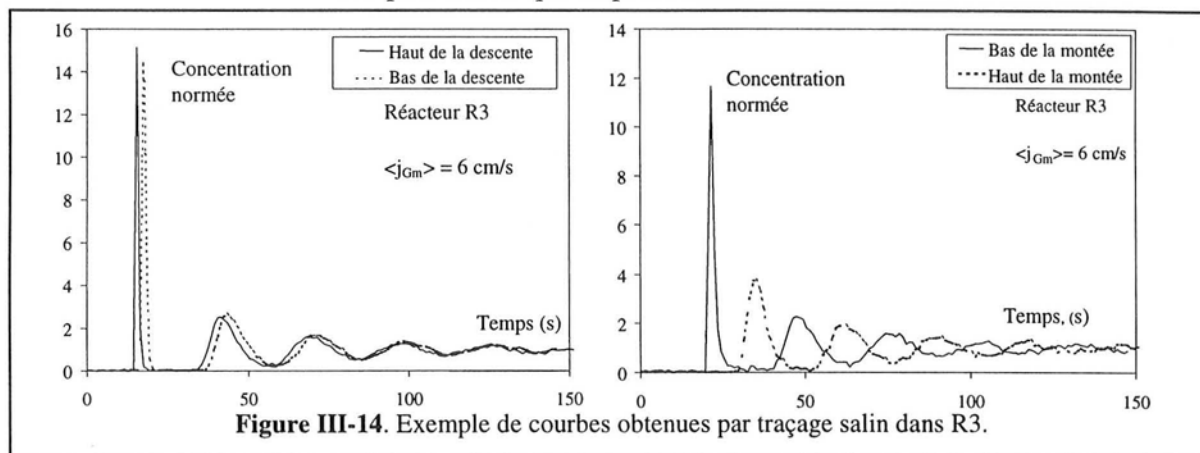 16
14
12
10
8
6
4
2
0
0
50
100
150
Haut de la descente
Bas de la descente
Concentration
normée
Réacteur R3
<jGm> = 6 cm/s
Temps (s)
14
12
10
8
6
4
2
0
0
50
100
150
Bas de la montée
Haut de la montée
Concentration
normée
Réacteur R3
<jGm>= 6 cm/s
Temps, (s)
Figure III-14. Exemple de courbes obtenues par traçage salin dans R3.